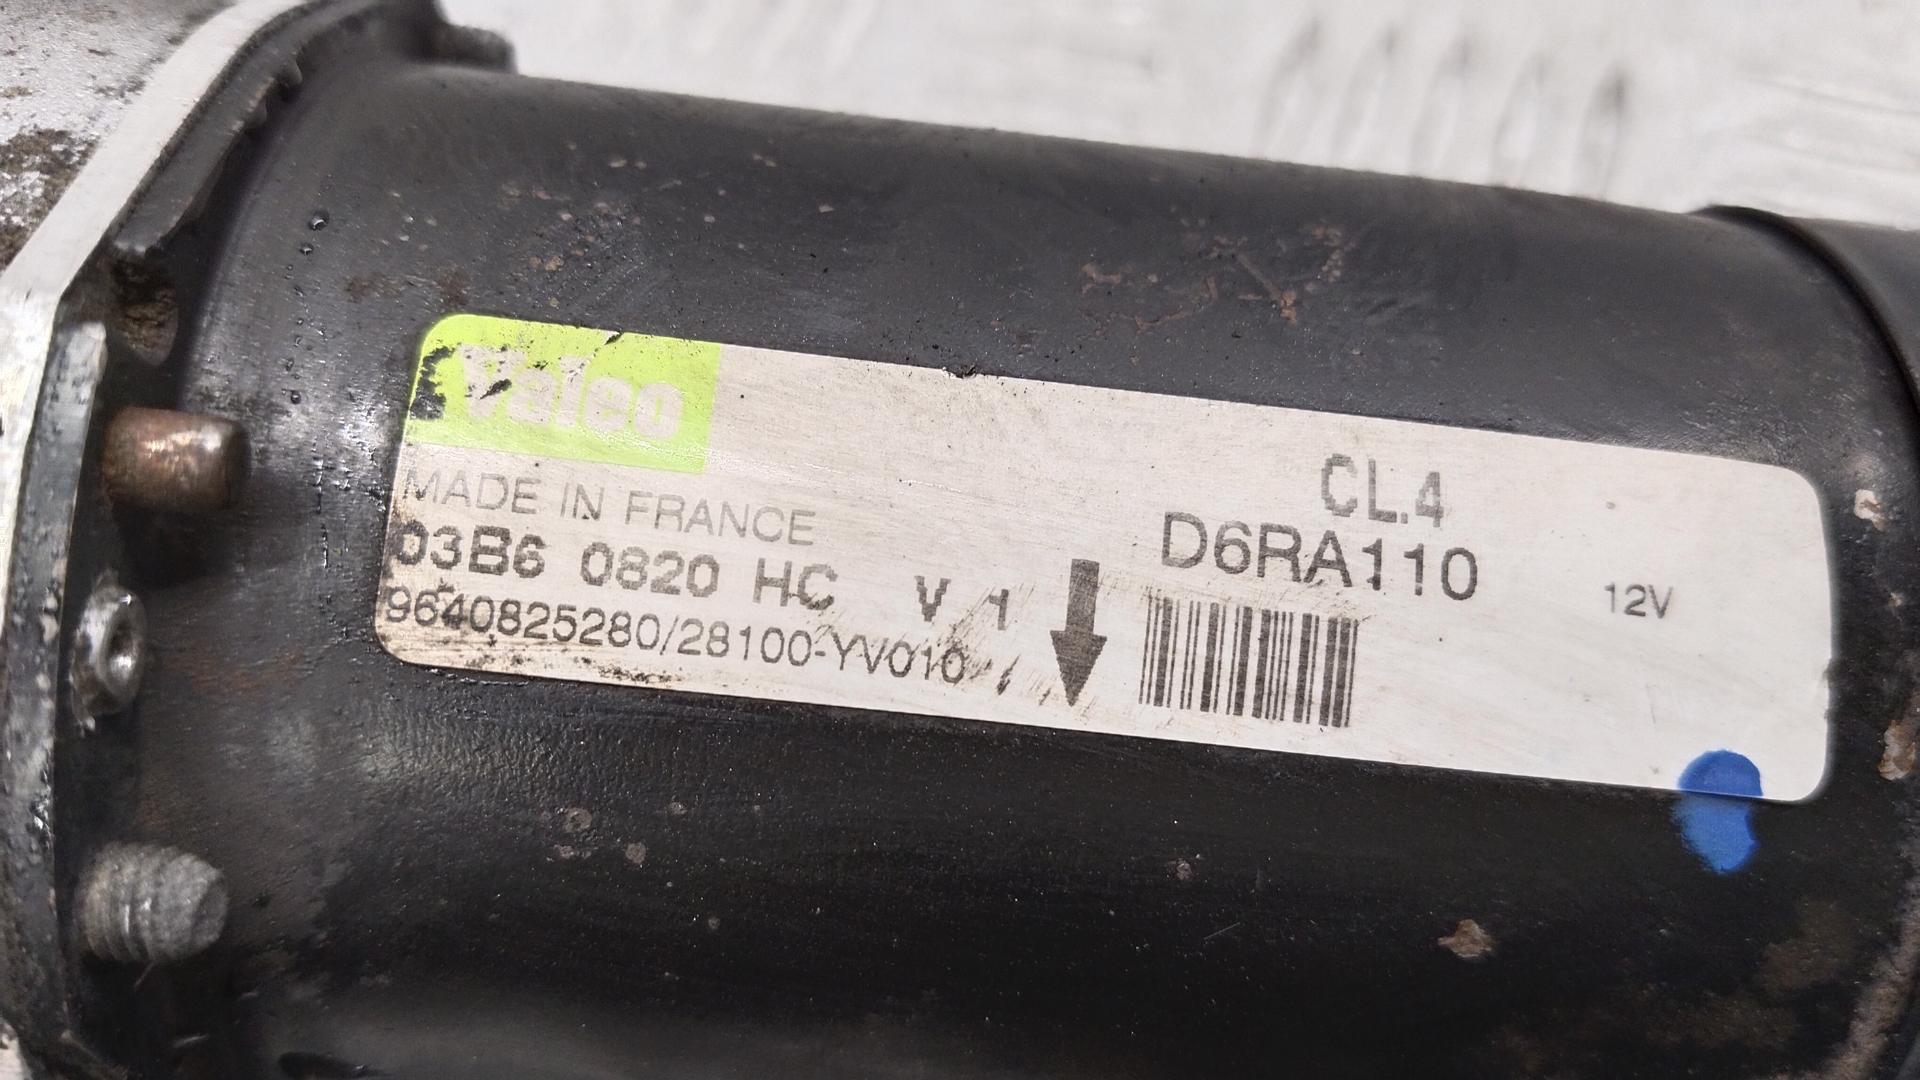 Valeo
MADE IN FRANCE
03B6 0820 HC V 1
9640825280/28100-YV010
CL.4
D6RA110
12V